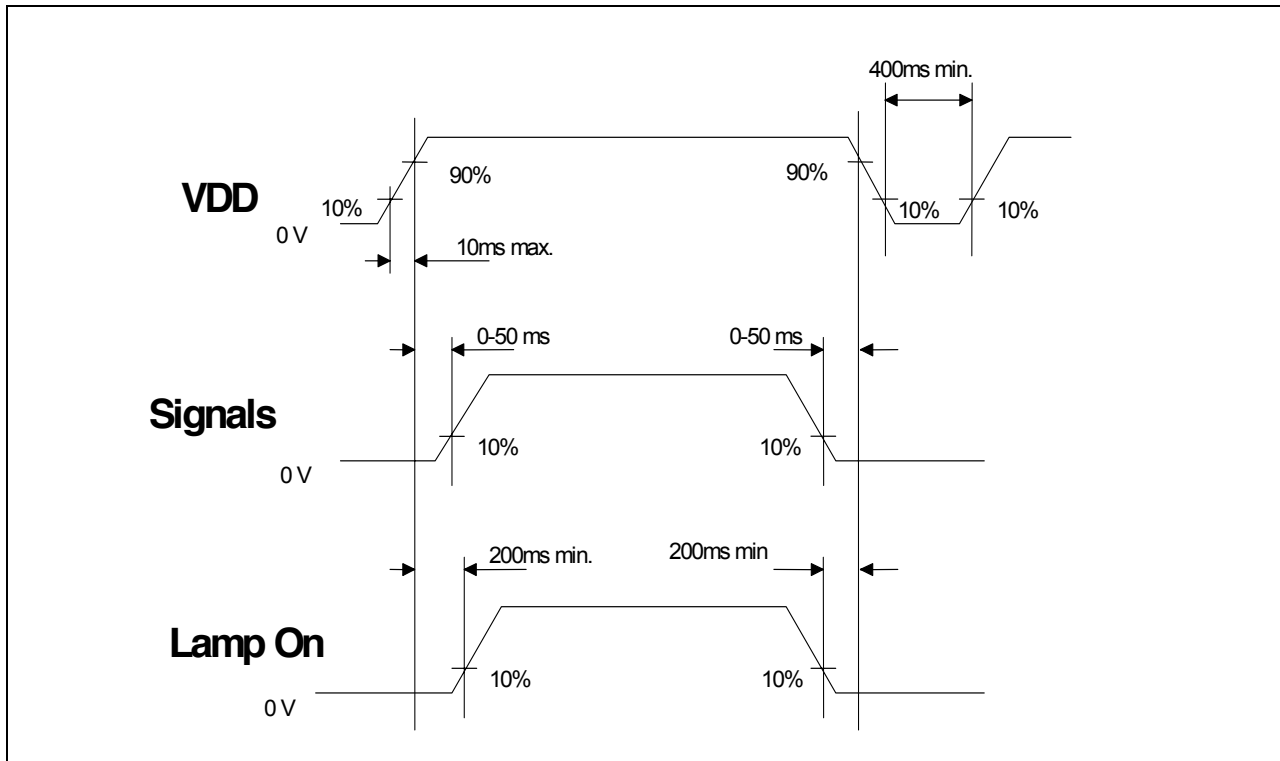 400ms min.
90%
90%
VDD
10%
10%
10%
0 V
10ms max.
0-50 ms
0-50 ms
Signals
10%
10%
0 V
200ms min.
200ms min
Lamp On
10%
10%
0 V